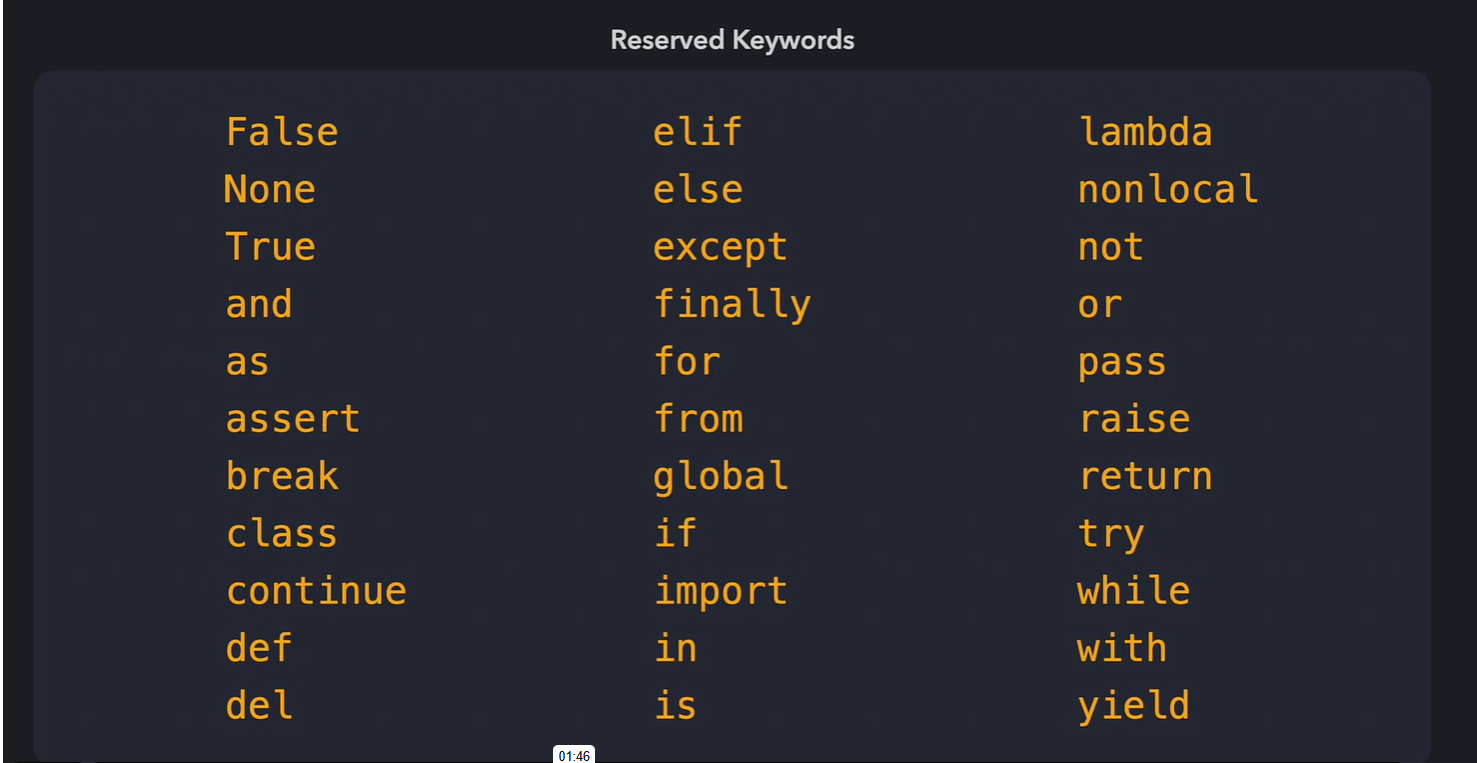 Reserved Keywords
False
None
True
and
as
assert
break
class
continue
def
del
elif
else
except
finally
for
from
global
if
import
in
is
lambda
nonlocal
not
or
pass
raise
return
try
while
with
yield
01:46